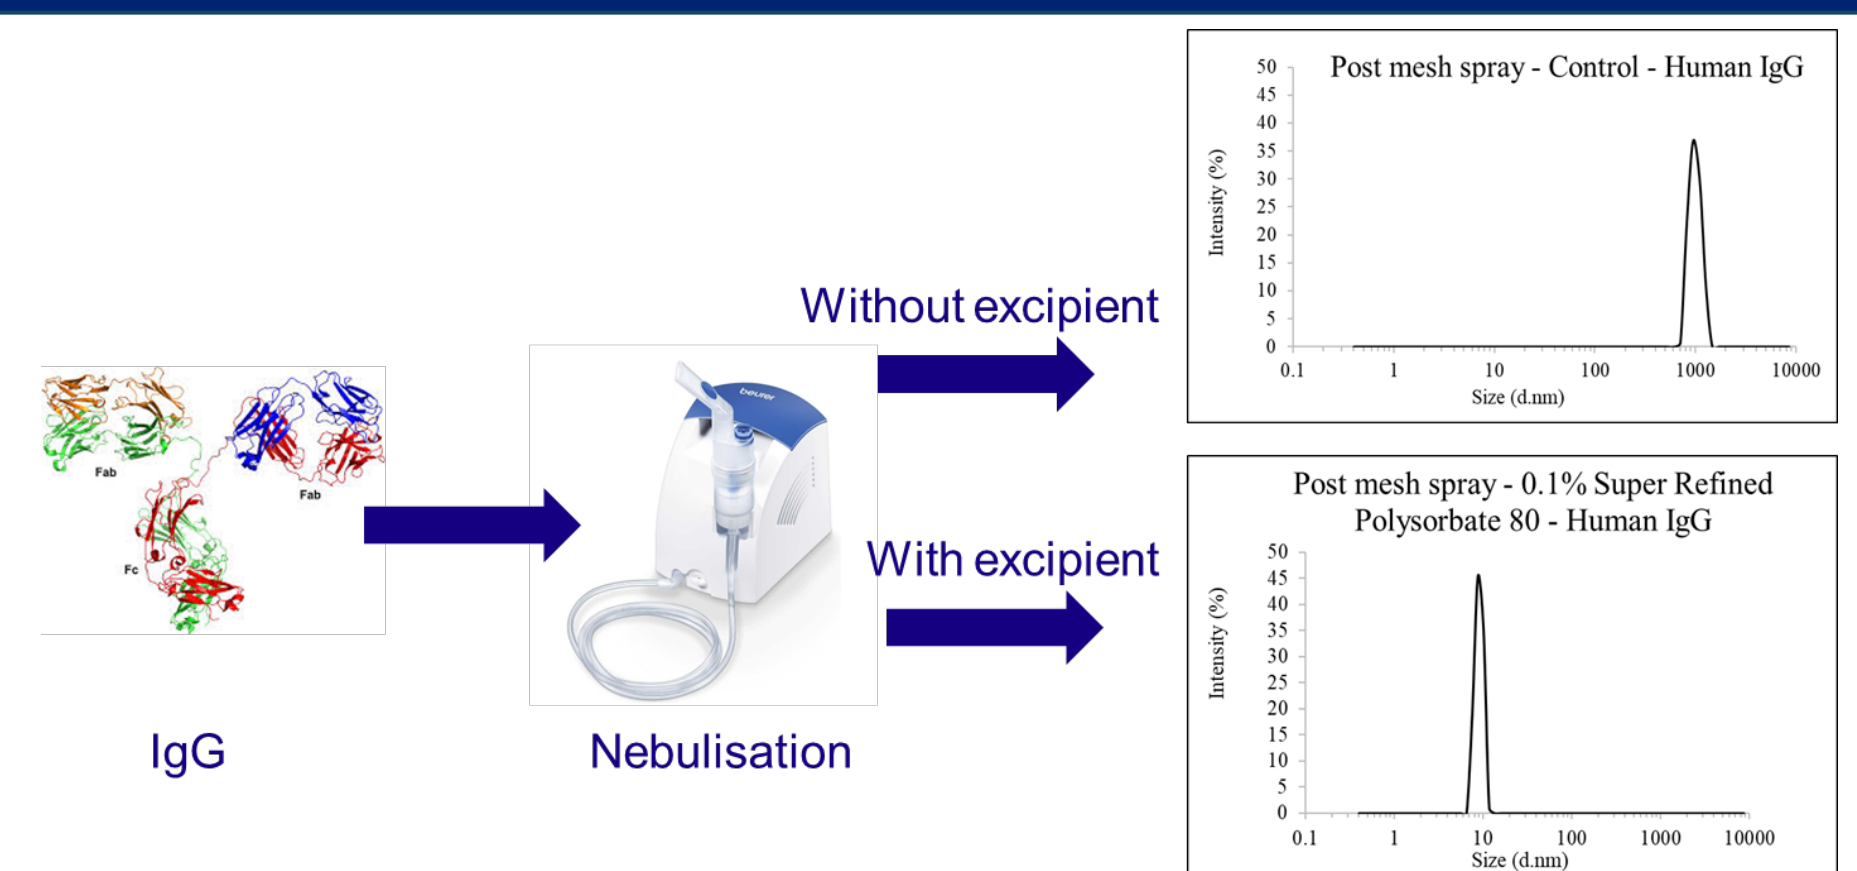 Post mesh spray - Control - Human IgG
50
45
40
35
30
25
20
15
10
5
0
Intensity (%)
0.1 1 10 100 1000 10000
Size (d.nm)
Without excipient
Fab
Fab
Fc
beurer
With excipient
IgG
Nebulisation
Post mesh spray - 0.1% Super Refined
Polysorbate 80 - Human IgG
50
45
40
35
30
25
20
15
10
5
0
Intensity (%)
0.1 1 10 100 1000 10000
Size (d.nm)